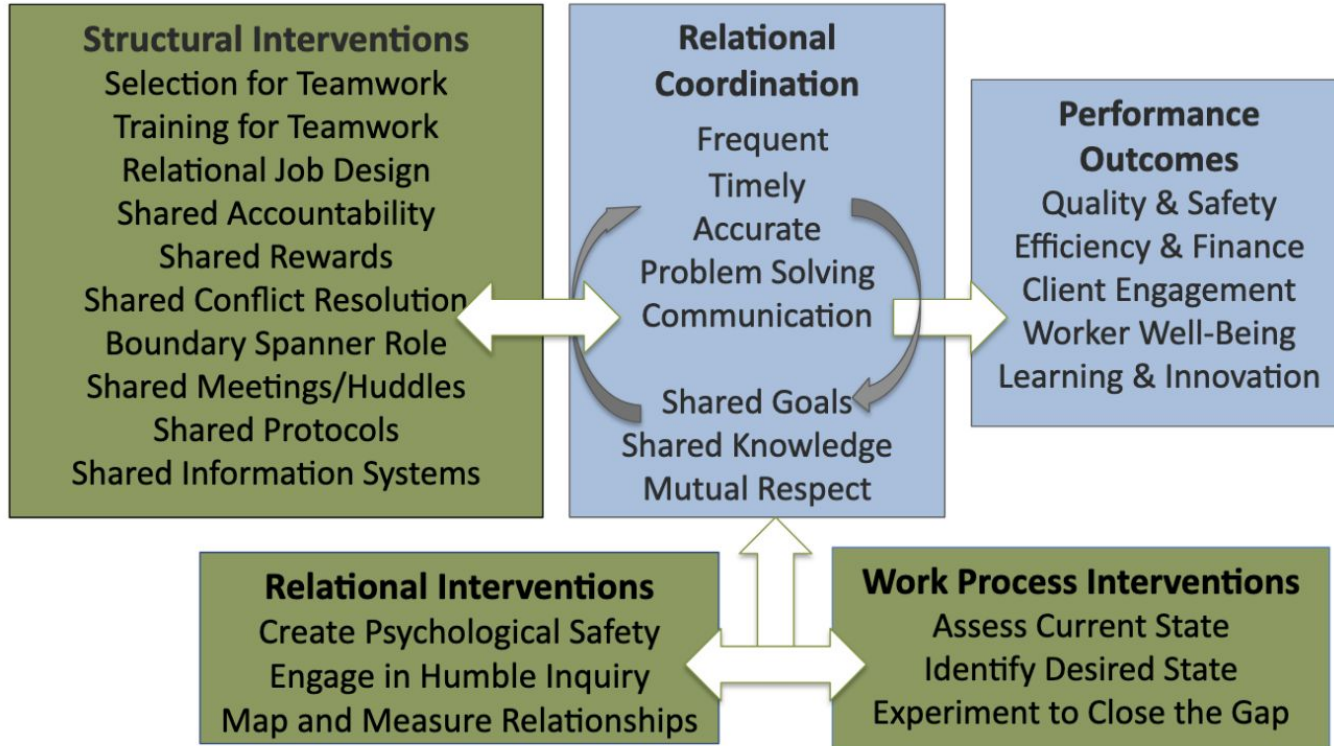 Structural Interventions
Selection for Teamwork
Training for Teamwork
Relational Job Design
Shared Accountability
Shared Rewards
Shared Conflict Resolution
Boundary Spanner Role
Shared Meetings/Huddles
Shared Protocols
Shared Information Systems
Relational
Coordination
Frequent
Timely
Accurate
Problem Solving
Communication
Shared Goals
Shared Knowledge
Mutual Respect
Performance
Outcomes
Quality & Safety
Efficiency & Finance
Client Engagement
Worker Well-Being
Learning & Innovation
Relational Interventions
Create Psychological Safety
Engage in Humble Inquiry
Map and Measure Relationships
Work Process Interventions
Assess Current State
Identify Desired State
Experiment to Close the Gap